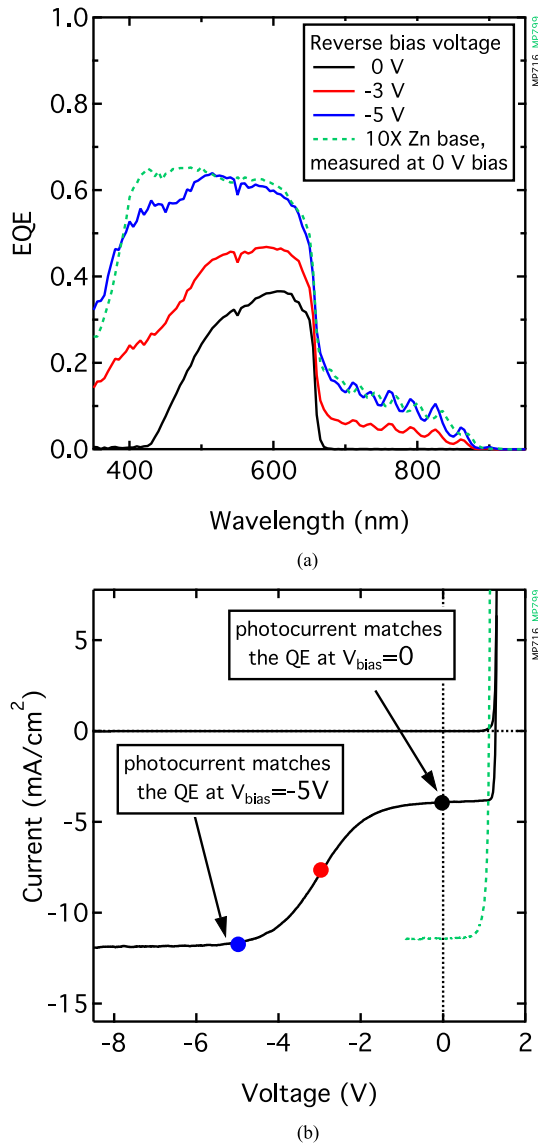 1.0
0.8
0.6
0.4
0.2
0.0
EQE
Reverse bias voltage
0 V
-3 V
-5 V
10X Zn base,
measured at 0 V bias
MP716 MP799
400
600
800
Wavelength (nm)
(a)
5
0
-5
-10
-15
Current (mA/cm²)
photocurrent matches
the QE at Vbias=0
photocurrent matches
the QE at Vbias=-5V
MP716 MP799
-8
-6
-4
-2
0
2
Voltage (V)
(b)